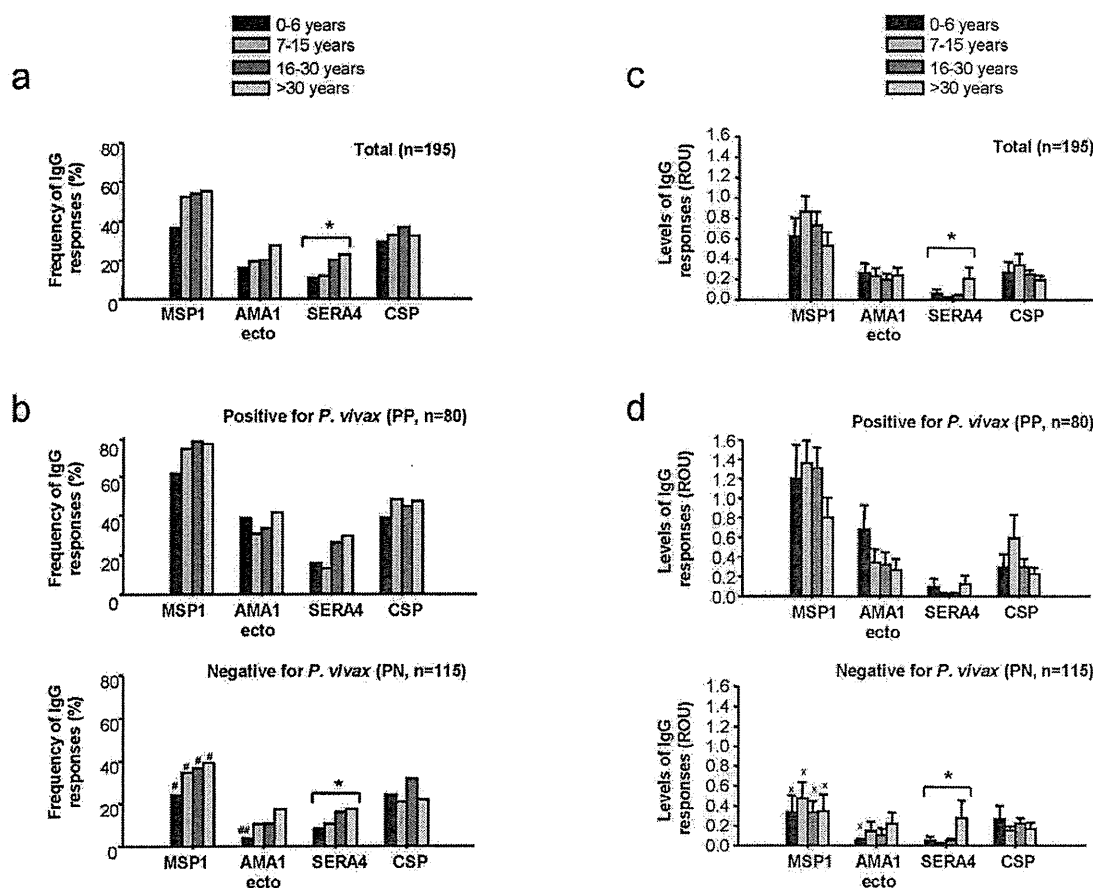 a
0-6 years
7-15 years
16-30 years
>30 years
Total (n=195)
Frequency of IgG
responses (%)
80
60
40
20
0
MSP1
AMA1
ecto
SERA4
CSP
*
b
Positive for P. vivax (PP, n=80)
Frequency of IgG
responses (%)
80
60
40
20
0
MSP1
AMA1
ecto
SERA4
CSP
Negative for P. vivax (PN, n=115)
Frequency of IgG
responses (%)
80
60
40
20
0
# # # #
##
*
MSP1
AMA1
ecto
SERA4
CSP
c
0-6 years
7-15 years
16-30 years
>30 years
Total (n=195)
Levels of IgG
responses (ROU)
1.6
1.4
1.2
1.0
0.8
0.6
0.4
0.2
0.0
*
MSP1
AMA1
ecto
SERA4
CSP
d
Positive for P. vivax (PP, n=80)
Levels of IgG
responses (ROU)
1.6
1.4
1.2
1.0
0.8
0.6
0.4
0.2
0.0
MSP1
AMA1
ecto
SERA4
CSP
Negative for P. vivax (PN, n=115)
Levels of IgG
responses (ROU)
1.6
1.4
1.2
1.0
0.8
0.6
0.4
0.2
0.0
x x x x
x
*
MSP1
AMA1
ecto
SERA4
CSP